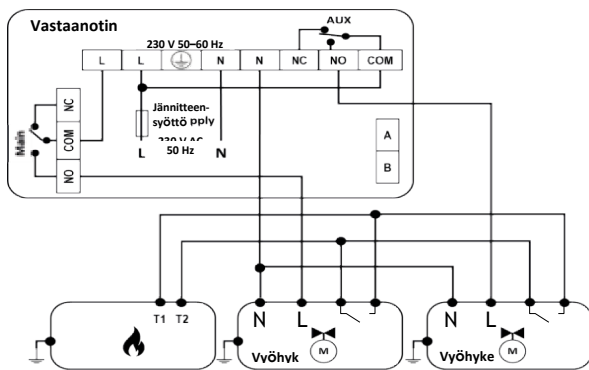 Vastaanotin
AUX
230 V 50–60 Hz
L L N N NC NO COM
NC
COM
NO
Main
Jännitteen-
syöttö pply
230 V AC
50 Hz
L N
A
B
T1 T2
N L
N L
M
M
Vyöhyk
Vyöhyke